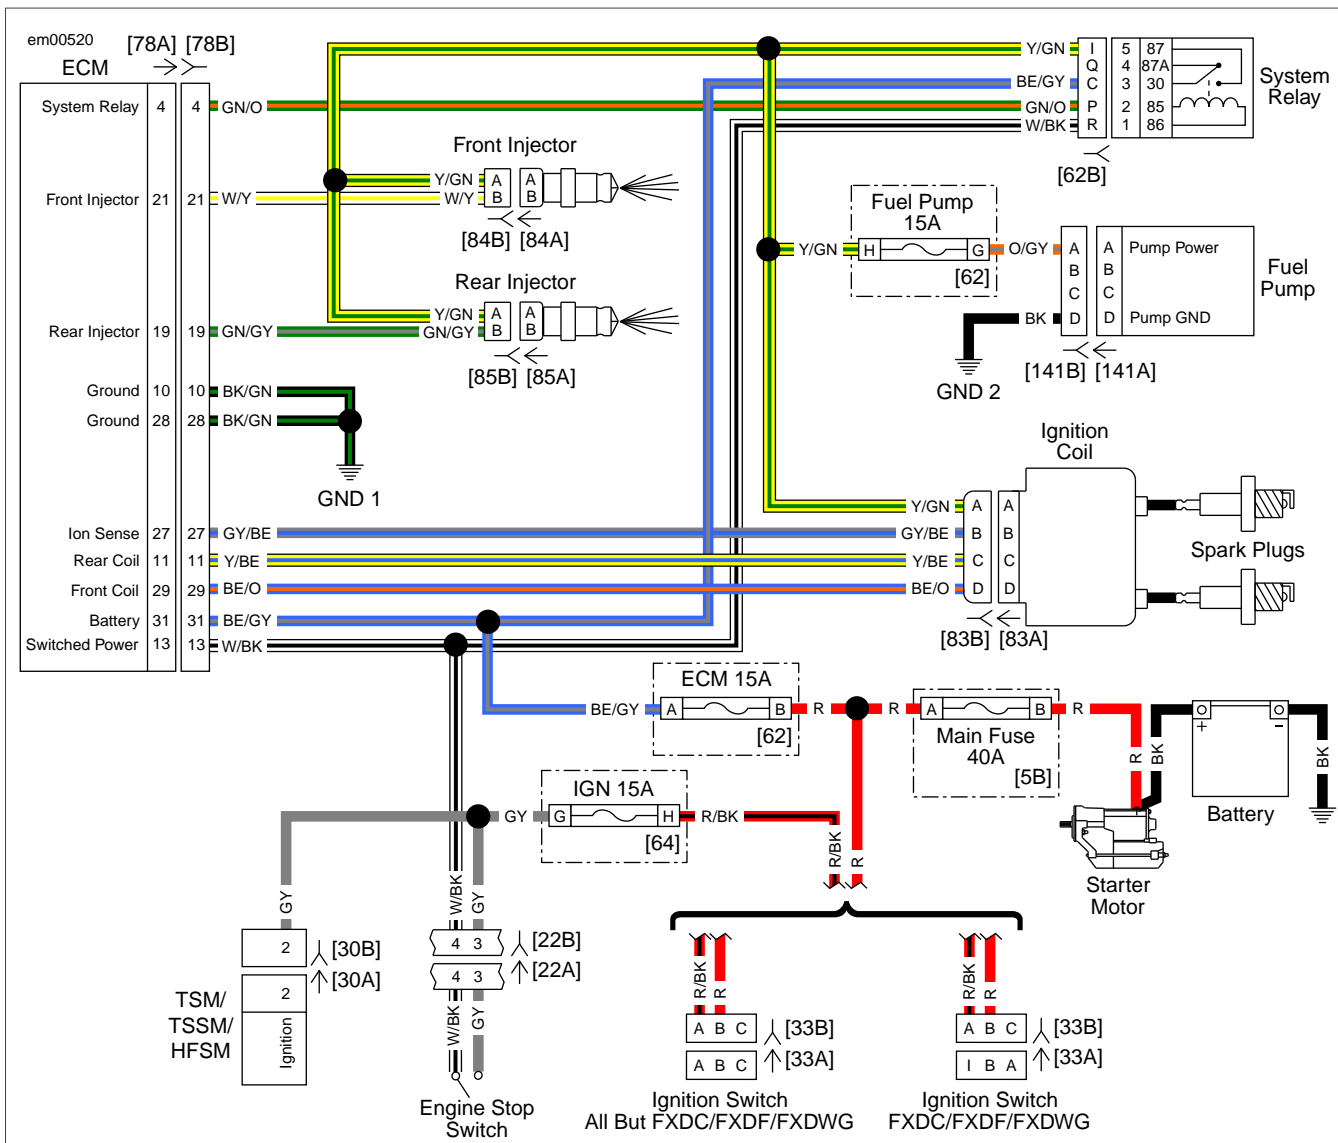 em00520
[78A] [78B]
ECM
System Relay 4 4 GN/O
Front Injector 21 21 W/Y
Rear Injector 19 19 GN/GY
Ground 10 10 BK/GN
Ground 28 28 BK/GN
GND 1
Ion Sense 27 27 GY/BE
Rear Coil 11 11 Y/BE
Front Coil 29 29 BE/O
Battery 31 31 BE/GY
Switched Power 13 13 W/BK
Front Injector
Y/GN A A
W/Y B B
[84B] [84A]
Rear Injector
Y/GN A A
GN/GY B B
[85B] [85A]
Y/GN I 5 87
Q 4 87A
BE/GY C 3 30
GN/O P 2 85
W/BK R 1 86
System
Relay
[62B]
Fuel Pump
15A
Y/GN H G O/GY
[62]
A A Pump Power
B B
C C
BK D D Pump GND
Fuel
Pump
[141B] [141A]
GND 2
Ignition
Coil
Y/GN A A
GY/BE B B
Y/BE C C
BE/O D D
[83B] [83A]
Spark Plugs
ECM 15A
BE/GY A B R
[62]
R A B R
Main Fuse
40A
[5B]
R
BK
+ -
BK
Battery
Starter
Motor
IGN 15A
GY G H R/BK
[64]
R/BK
R
GY
W/BK
GY
2
[30B]
[30A]
2
Ignition
TSM/
TSSM/
HFSM
4 3
[22B]
4 3
[22A]
W/BK
GY
Engine Stop
Switch
R/BK
R
A B C
[33B]
A B C
[33A]
Ignition Switch
All But FXDC/FXDF/FXDWG
R/BK
R
A B C
[33B]
I B A
[33A]
Ignition Switch
FXDC/FXDF/FXDWG